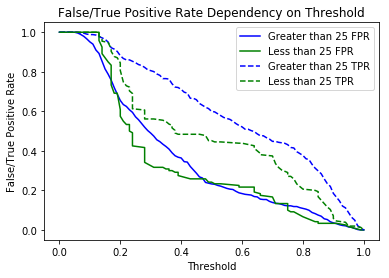 False/True Positive Rate Dependency on Threshold
Greater than 25 FPR
Less than 25 FPR
Greater than 25 TPR
Less than 25 TPR
False/True Positive Rate
1.0
0.8
0.6
0.4
0.2
0.0
0.0 0.2 0.4 0.6 0.8 1.0
Threshold